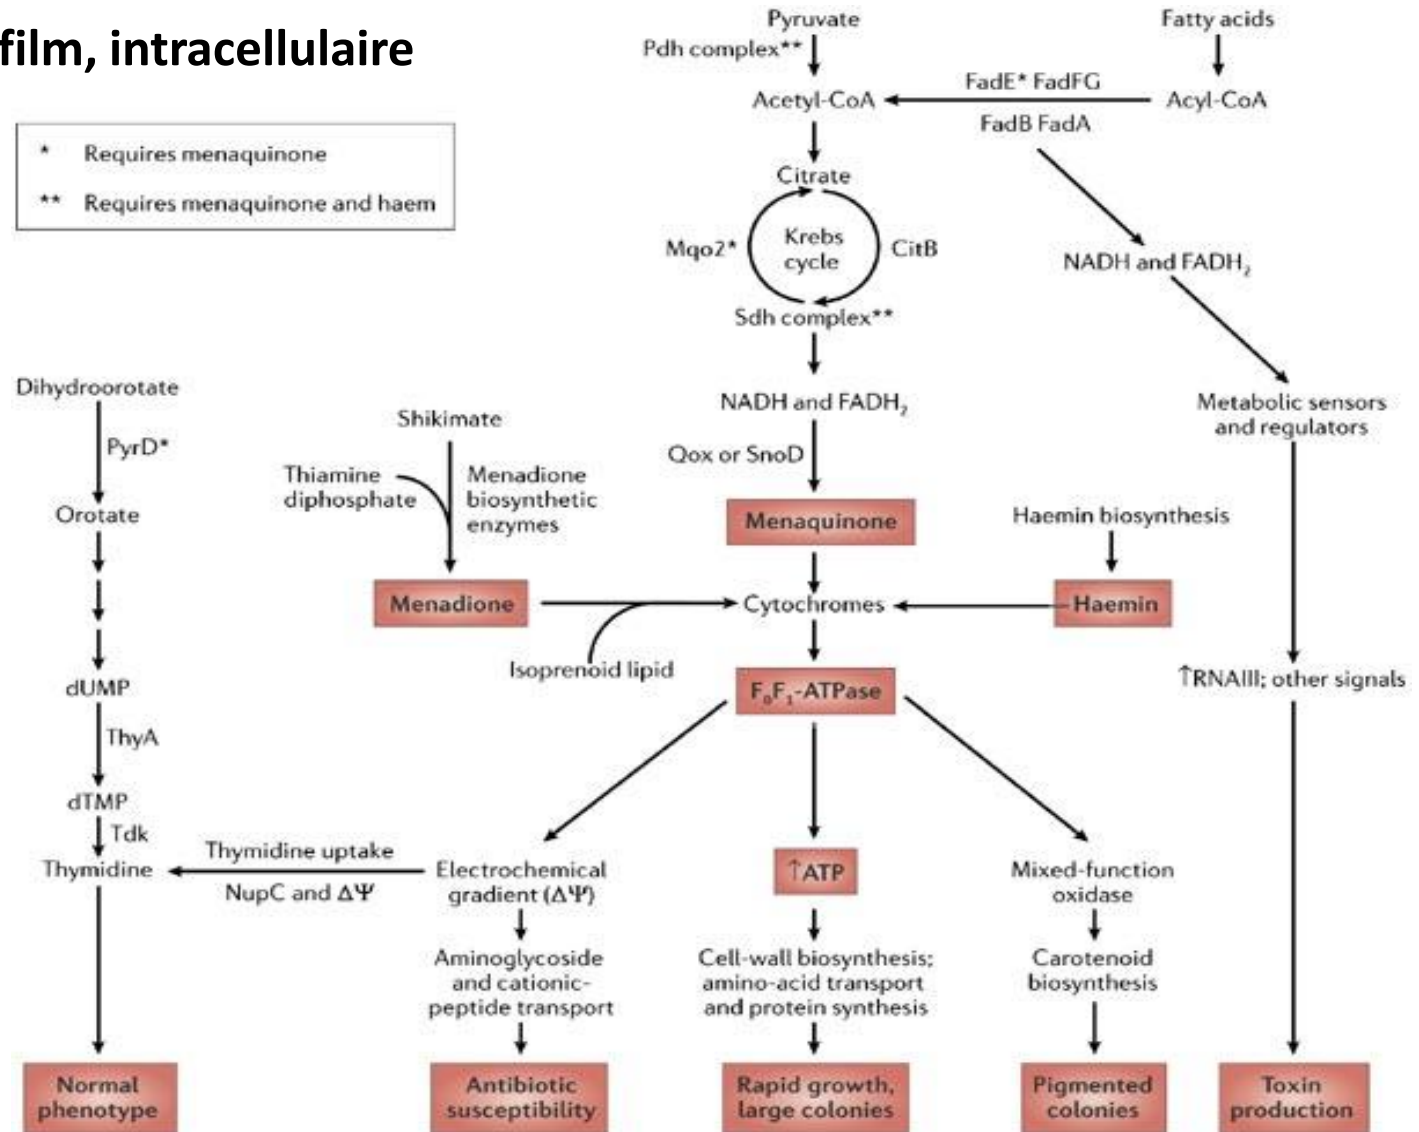 film, intracellulaire
* Requires menaquinone
** Requires menaquinone and haem
Pyruvate
Pdh complex**
Acetyl-CoA
Fatty acids
FadE* FadFG
FadB FadA
Acyl-CoA
Citrate
Mqo2*
Krebs
cycle
CitB
Sdh complex**
NADH and FADH₂
NADH and FADH₂
Qox or SnoD
Metabolic sensors
and regulators
Dihydroorotate
PyrD*
Orotate
Shikimate
Thiamine
diphosphate
Menadione
biosynthetic
enzymes
Menaquinone
Haemin biosynthesis
Menadione
Cytochromes
Haemin
Isoprenoid lipid
F₀F₁-ATPase
↑RNAIII; other signals
dUMP
ThyA
dTMP
Tdk
Thymidine
Thymidine uptake
NupC and ΔΨ
Electrochemical
gradient (ΔΨ)
↑ATP
Mixed-function
oxidase
Aminoglycoside
and cationic-
peptide transport
Cell-wall biosynthesis;
amino-acid transport
and protein synthesis
Carotenoid
biosynthesis
Normal
phenotype
Antibiotic
susceptibility
Rapid growth,
large colonies
Pigmented
colonies
Toxin
production